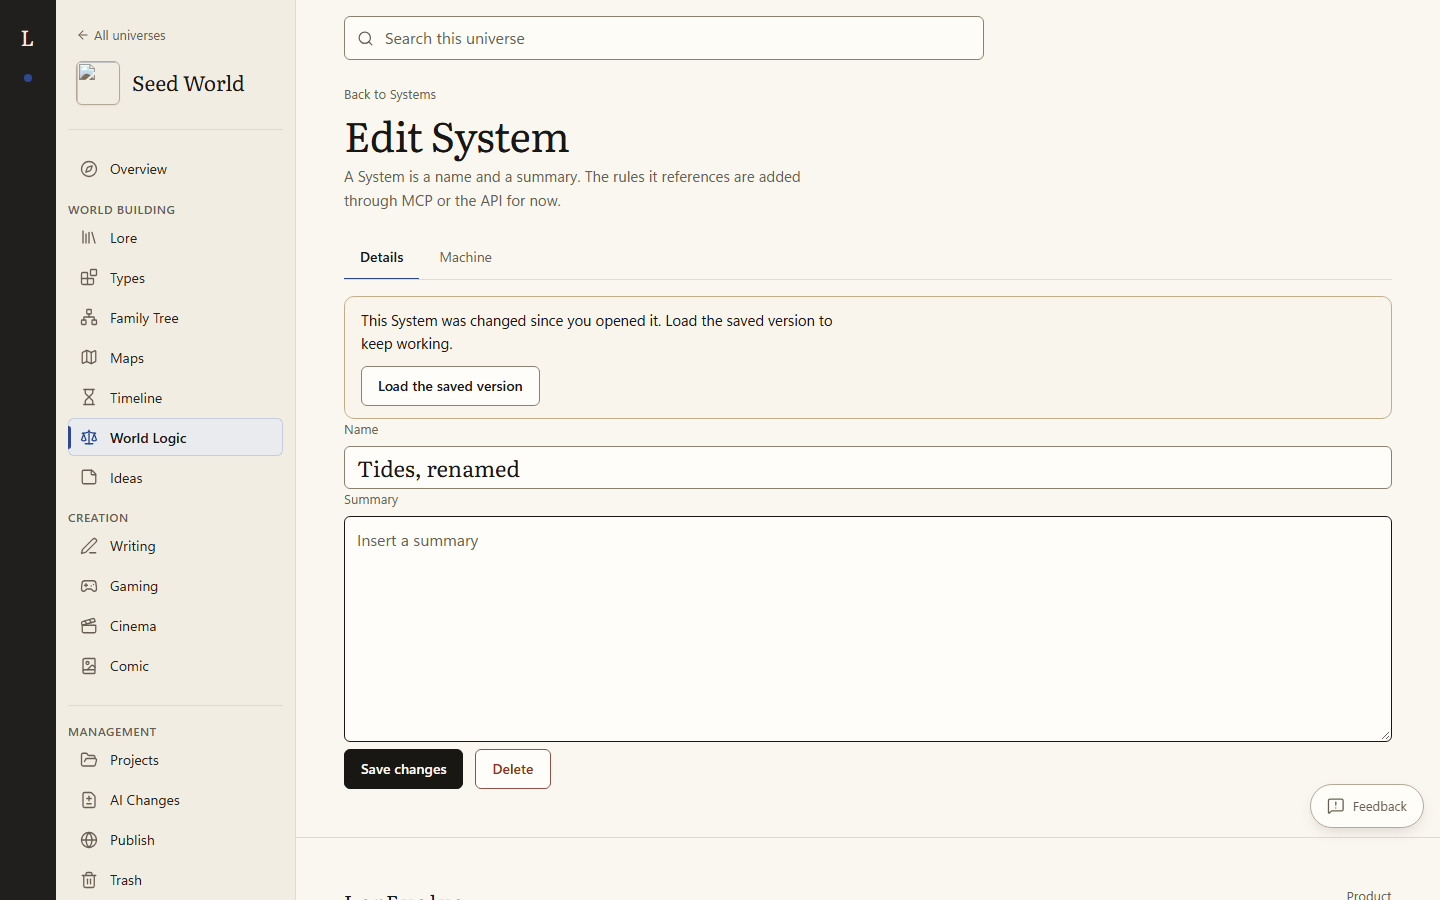 L
All universes
Seed World
Overview
WORLD BUILDING
Lore
Types
Family Tree
Maps
Timeline
World Logic
Ideas
CREATION
Writing
Gaming
Cinema
Comic
MANAGEMENT
Projects
AI Changes
Publish
Trash
Search this universe
Back to Systems
Edit System
A System is a name and a summary. The rules it references are added
through MCP or the API for now.
Details
Machine
This System was changed since you opened it. Load the saved version to
keep working.
Load the saved version
Name
Tides, renamed
Summary
Insert a summary
Save changes
Delete
Feedback
Product